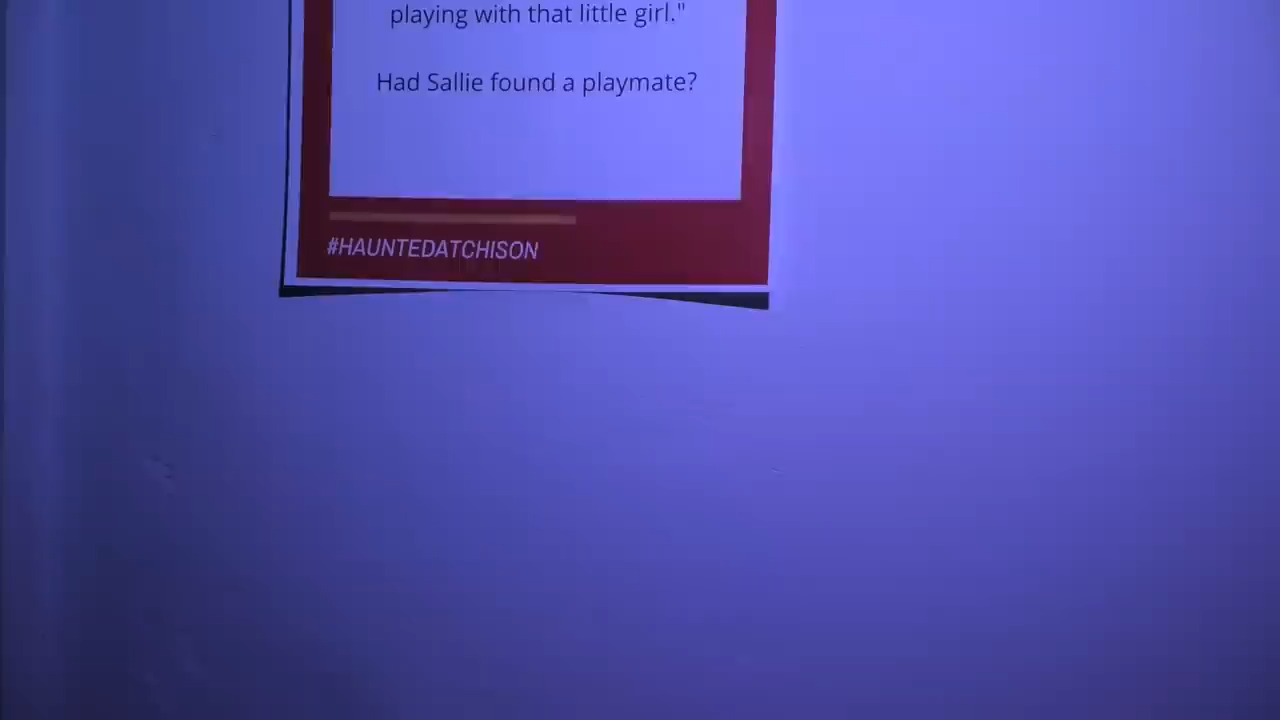 playing with that little girl."
Had Sallie found a playmate?
#HAUNTEDATCHISON